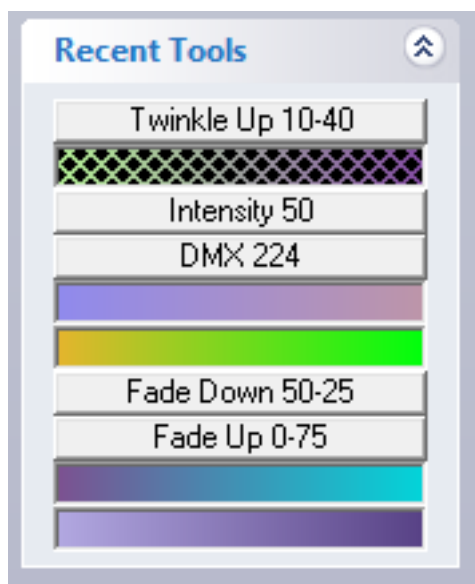 Recent Tools
Twinkle Up 10-40
Intensity 50
DMX 224
Fade Down 50-25
Fade Up 0-75